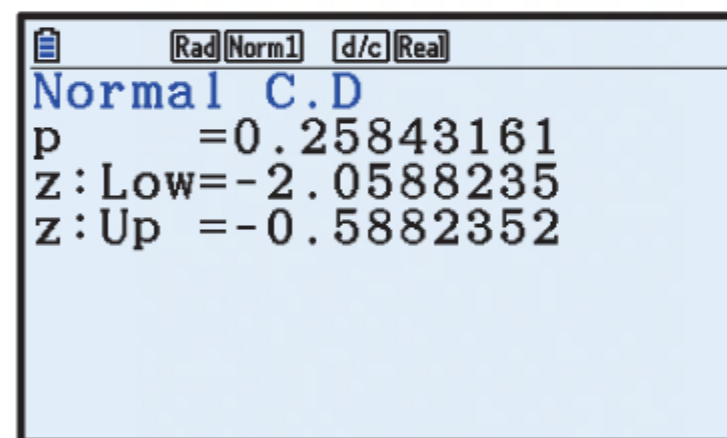 Rad Norm1 d/c Real
Normal C.D
p =0.25843161
z:Low=-2.0588235
z:Up =-0.5882352